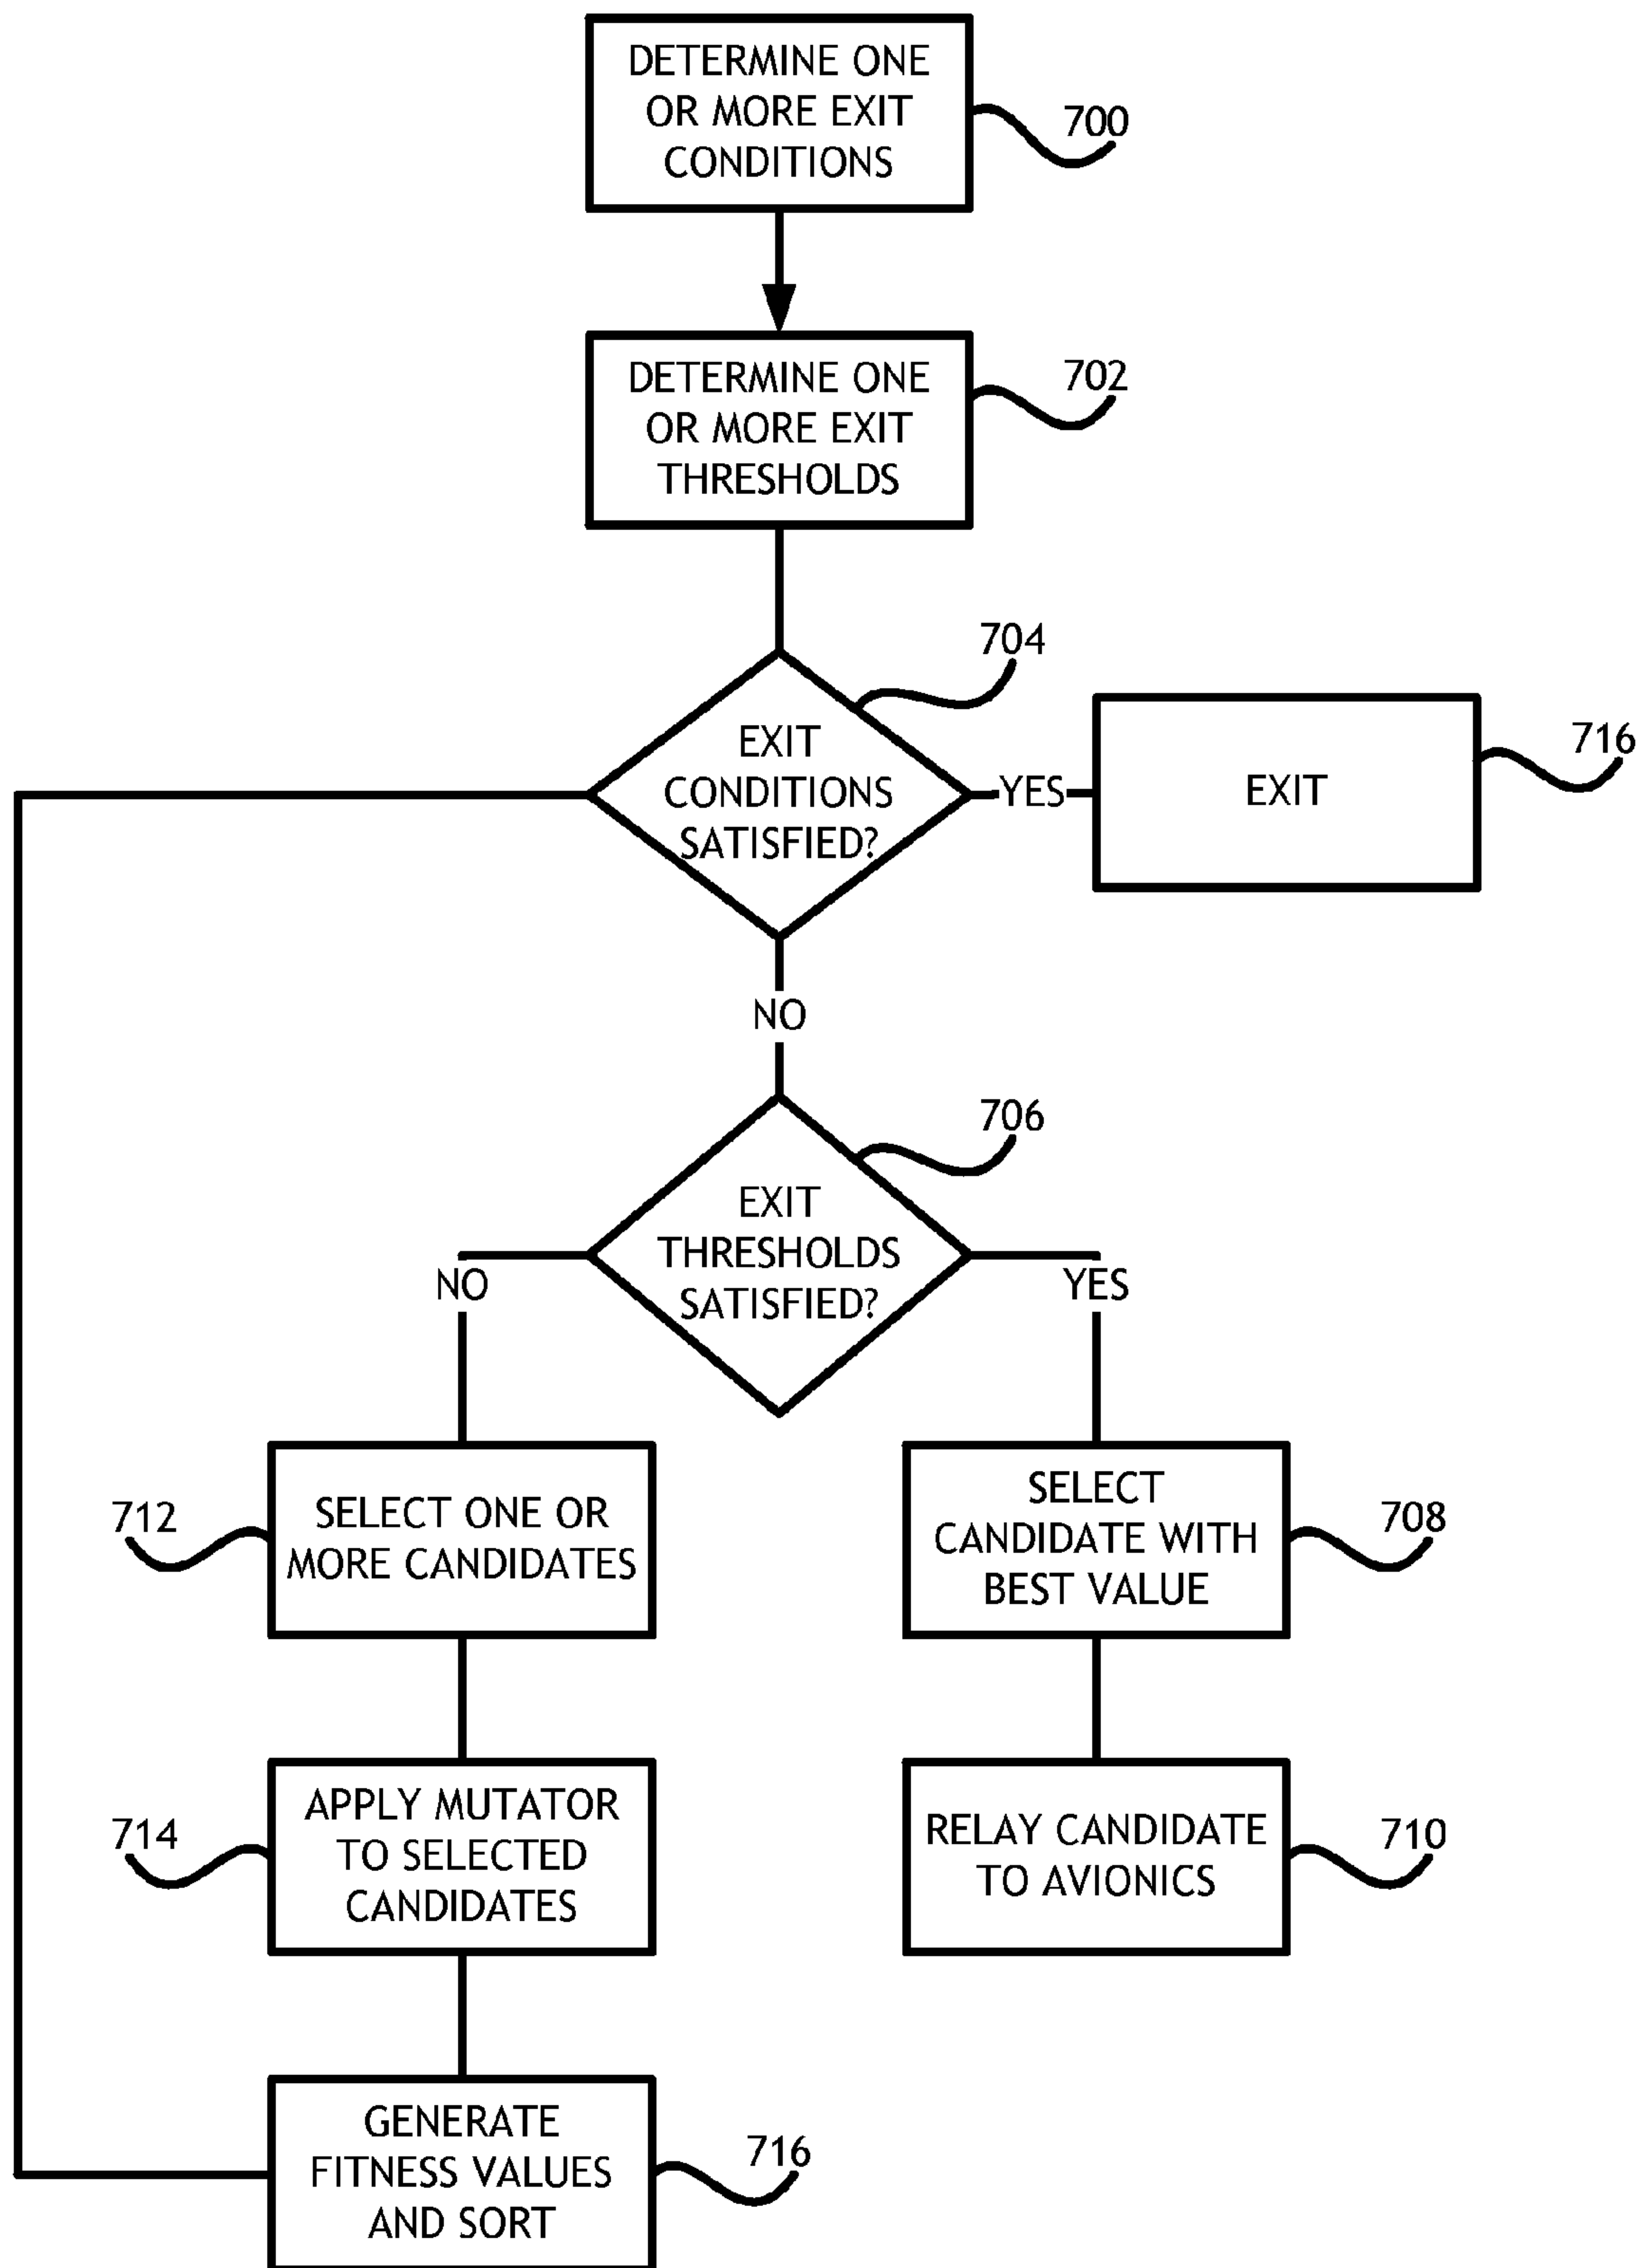 DETERMINE ONE
OR MORE EXIT
CONDITIONS
700
DETERMINE ONE
OR MORE EXIT
THRESHOLDS
702
704
EXIT
CONDITIONS
SATISFIED?
YES
EXIT
716
NO
706
EXIT
THRESHOLDS
SATISFIED?
NO
YES
712
SELECT ONE OR
MORE CANDIDATES
SELECT
CANDIDATE WITH
BEST VALUE
708
714
APPLY MUTATOR
TO SELECTED
CANDIDATES
RELAY CANDIDATE
TO AVIONICS
710
GENERATE
FITNESS VALUES
AND SORT
716